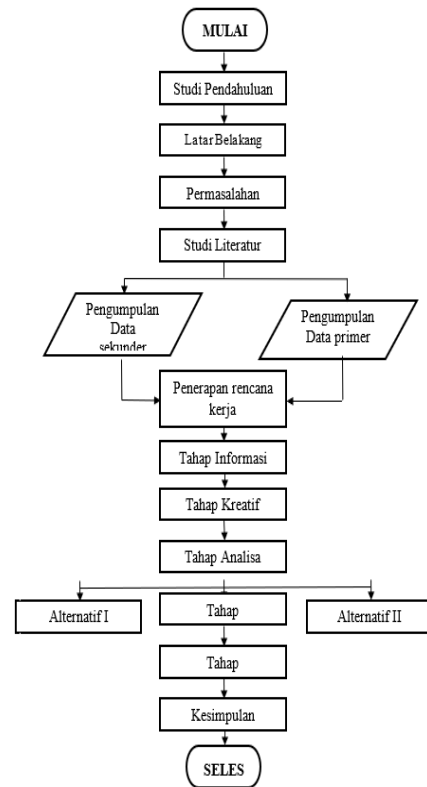 MULAI
Studi Pendahuluan
Latar Belakang
Permasalahan
Studi Literatur
Pengumpulan
Data
sekunder
Pengumpulan
Data primer
Penerapan rencana
kerja
Tahap Informasi
Tahap Kreatif
Tahap Analisa
Alternatif I
Tahap
Alternatif II
Tahap
Kesimpulan
SELES